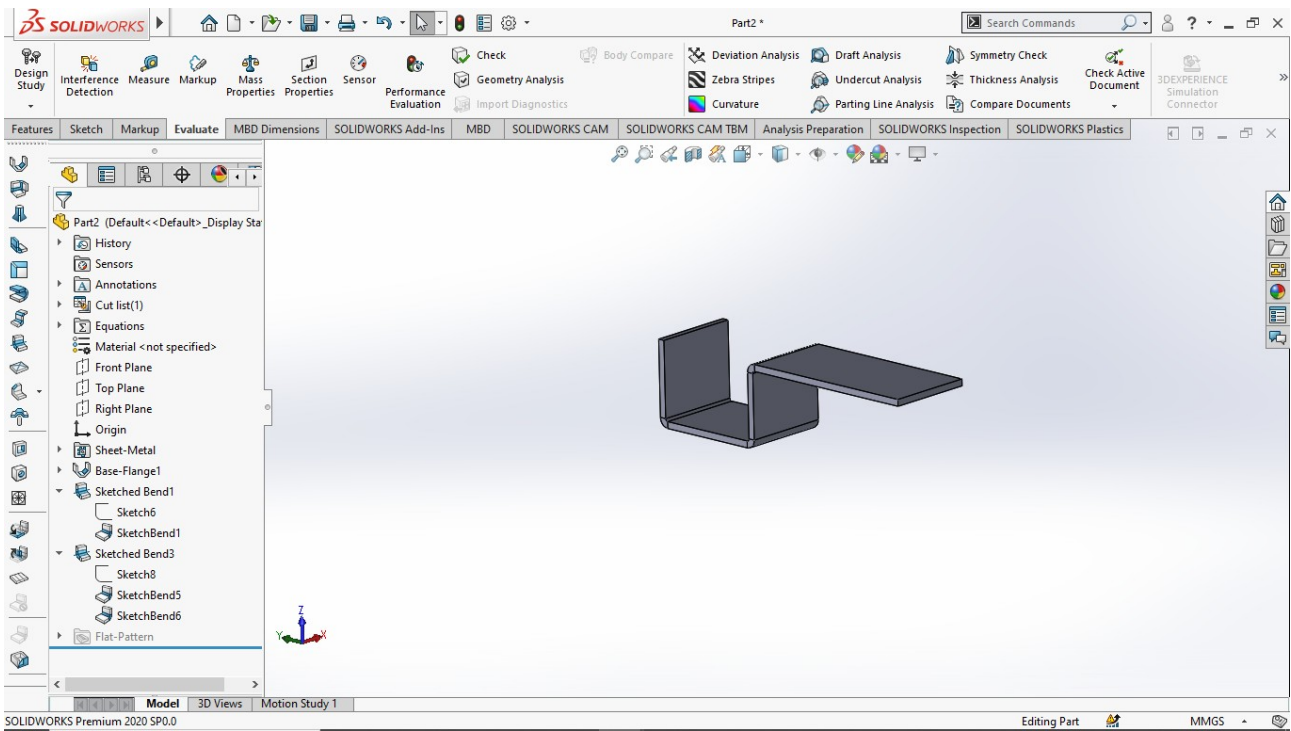 SOLIDWORKS
Part2 *
Search Commands
Design Study
Interference Detection
Measure
Markup
Mass Properties
Section Properties
Sensor
Performance Evaluation
Check
Geometry Analysis
Import Diagnostics
Body Compare
Deviation Analysis
Zebra Stripes
Curvature
Draft Analysis
Undercut Analysis
Parting Line Analysis
Symmetry Check
Thickness Analysis
Compare Documents
Check Active Document
3DEXPERIENCE Simulation Connector
Features Sketch Markup Evaluate MBD Dimensions SOLIDWORKS Add-Ins MBD SOLIDWORKS CAM SOLIDWORKS CAM TBM Analysis Preparation SOLIDWORKS Inspection SOLIDWORKS Plastics
Part2 (Default<<Default>_Display Sta
History
Sensors
Annotations
Cut list(1)
Equations
Material <not specified>
Front Plane
Top Plane
Right Plane
Origin
Sheet-Metal
Base-Flange1
Sketched Bend1
Sketch6
SketchBend1
Sketched Bend3
Sketch8
SketchBend5
SketchBend6
Flat-Pattern
Z
Y X
Model 3D Views Motion Study 1
SOLIDWORKS Premium 2020 SP0.0 Editing Part MMGS